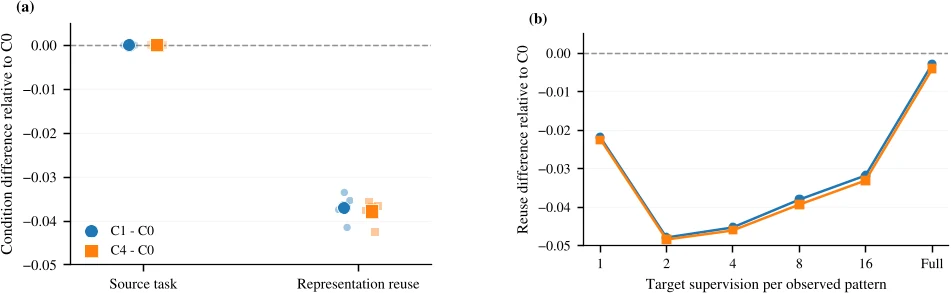 (a)
Condition difference relative to C0
0.00
−0.01
−0.02
−0.03
−0.04
−0.05
C1 - C0
C4 - C0
Source task
Representation reuse
(b)
Reuse difference relative to C0
0.00
−0.01
−0.02
−0.03
−0.04
−0.05
1
2
4
8
16
Full
Target supervision per observed pattern